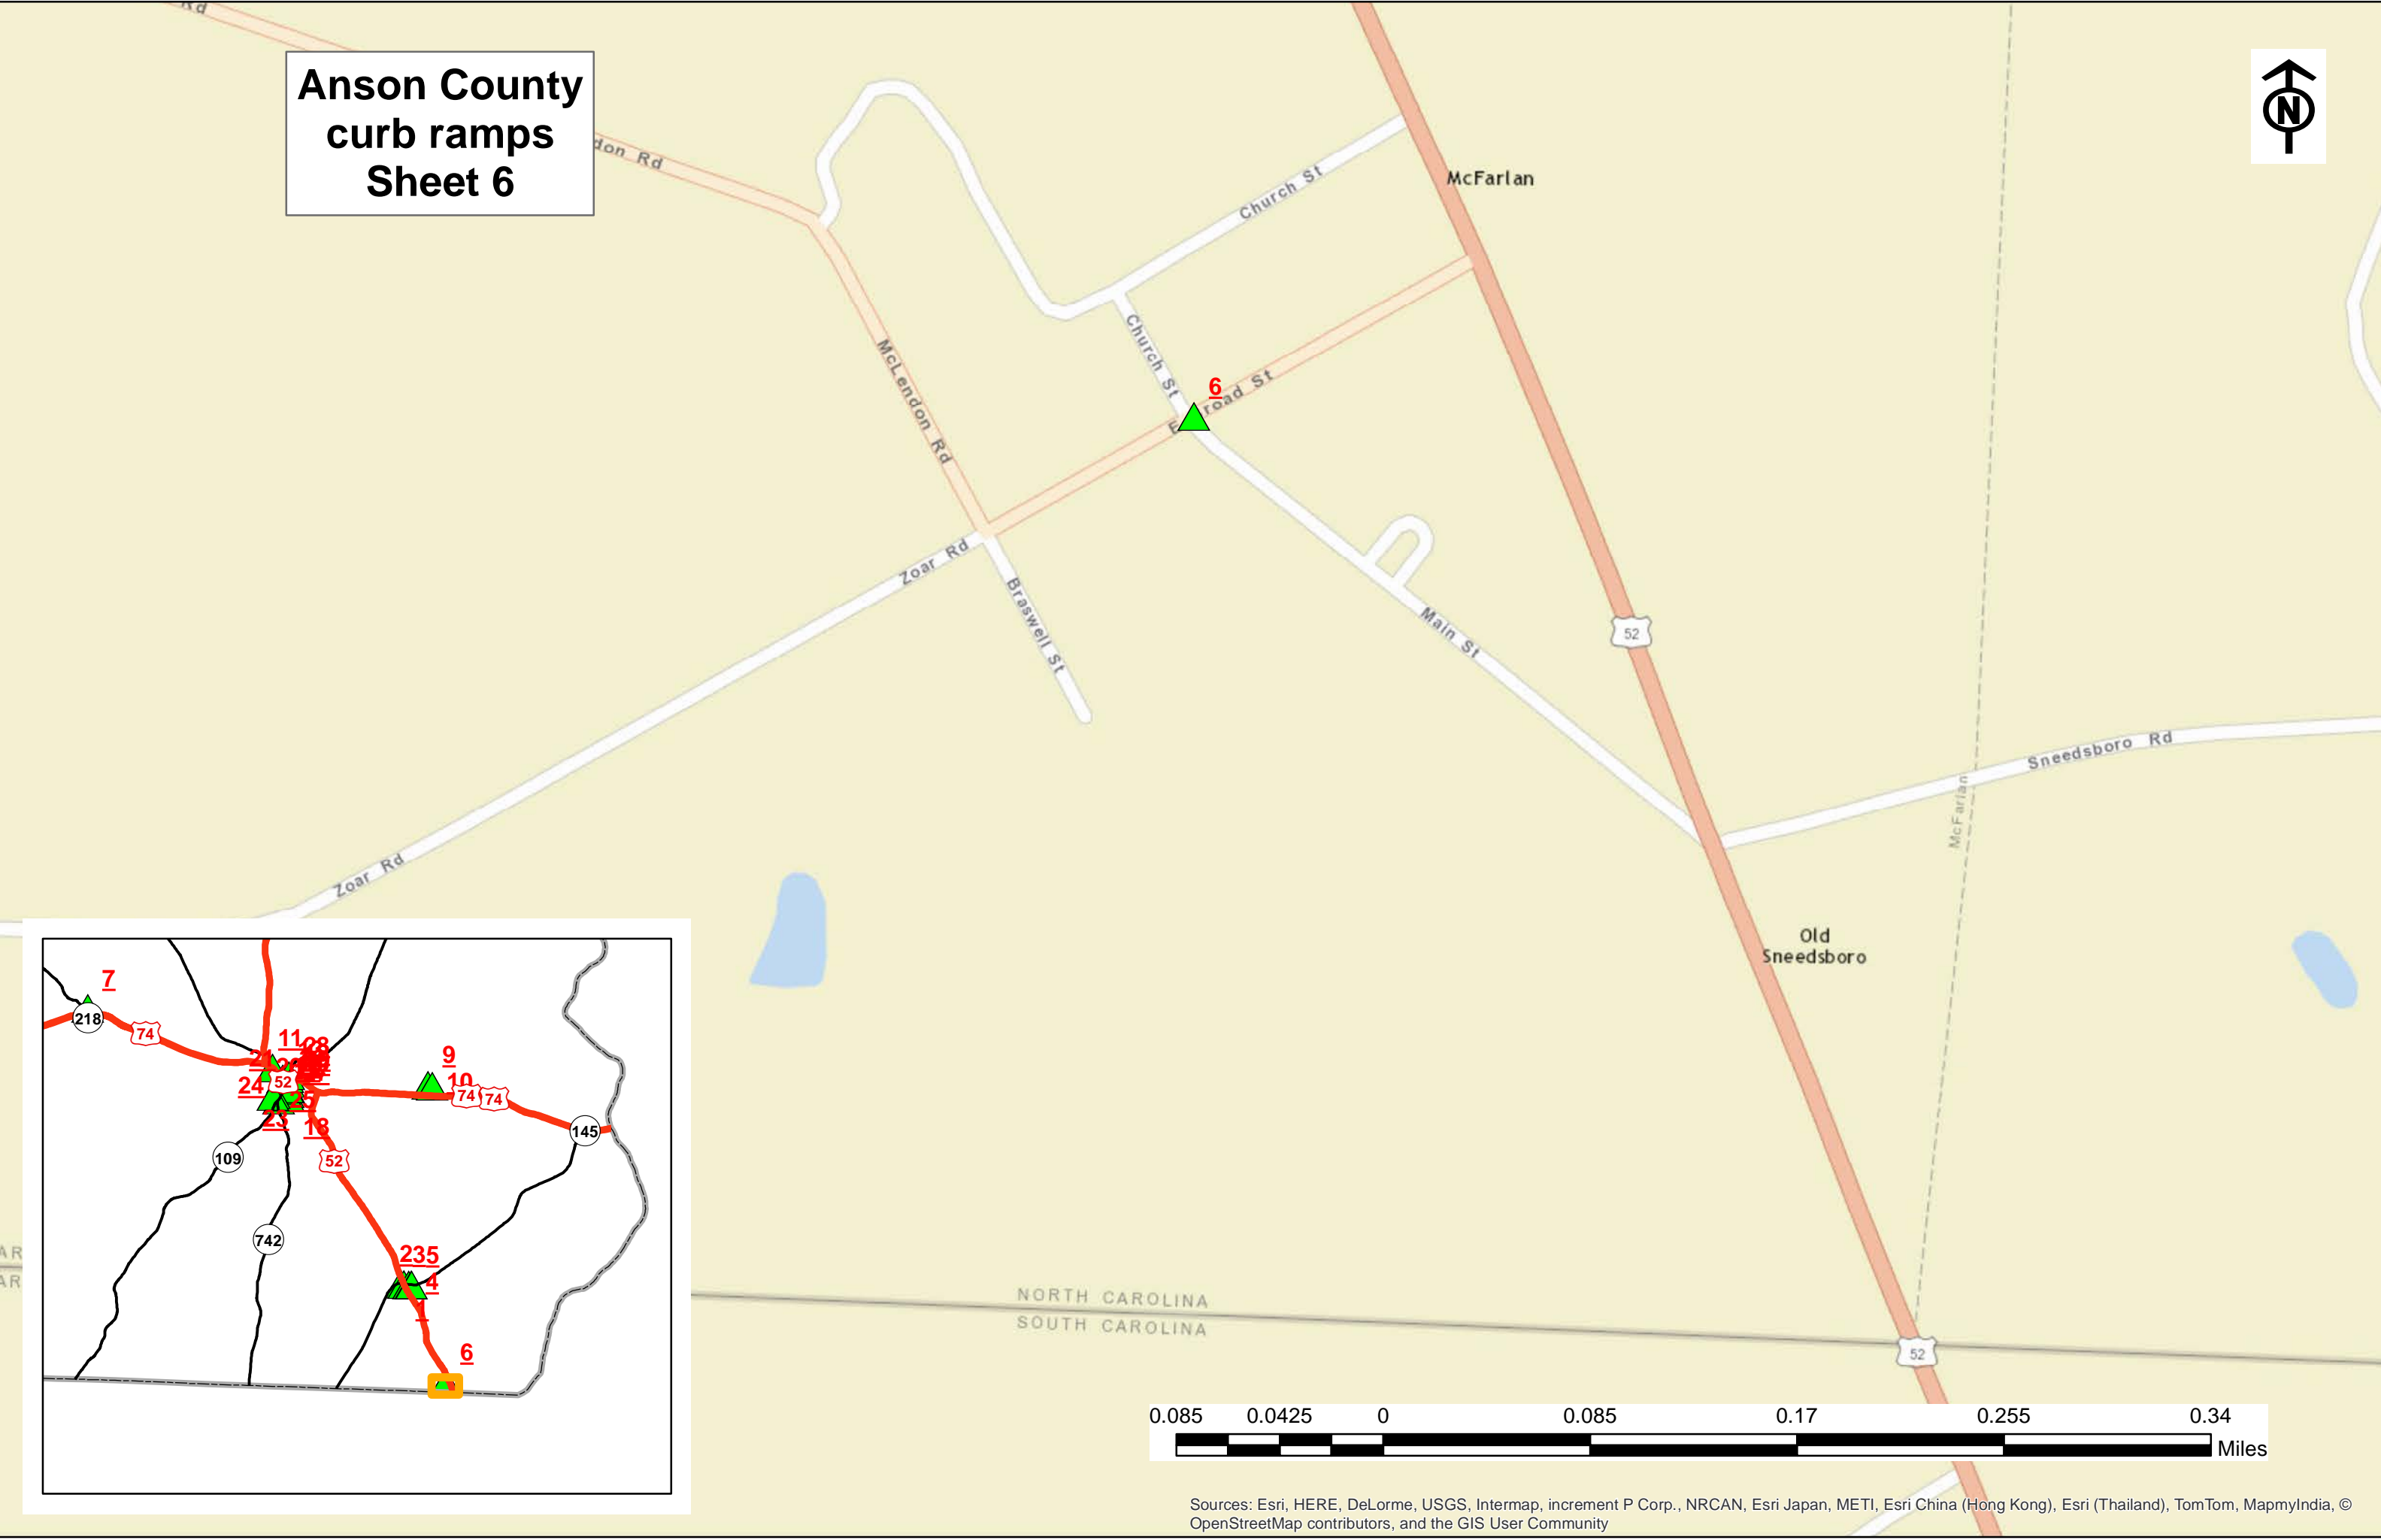 Rd
Anson County
curb ramps
Sheet 6
N
don Rd
Church St
McFarlan
Church St
McLendon Rd
6
E
road St
Zoar Rd
Braswell St
Main St
52
Sneedsboro Rd
McFarlan
Zoar Rd
Old
Sneedsboro
7
218
74
11
28
21
52
24
9
10
74
74
23
18
145
109
52
742
235
4
1
6
AR
AR
NORTH CAROLINA
SOUTH CAROLINA
52
0.085 0.0425 0 0.085 0.17 0.255 0.34
Miles
Sources: Esri, HERE, DeLorme, USGS, Intermap, increment P Corp., NRCAN, Esri Japan, METI, Esri China (Hong Kong), Esri (Thailand), TomTom, MapmyIndia, ©
OpenStreetMap contributors, and the GIS User Community